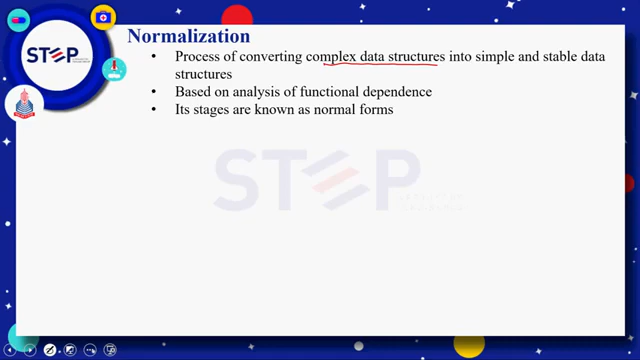 Normalization
• Process of converting complex data structures into simple and stable data
structures
• Based on analysis of functional dependence
• Its stages are known as normal forms
STEP
STEP